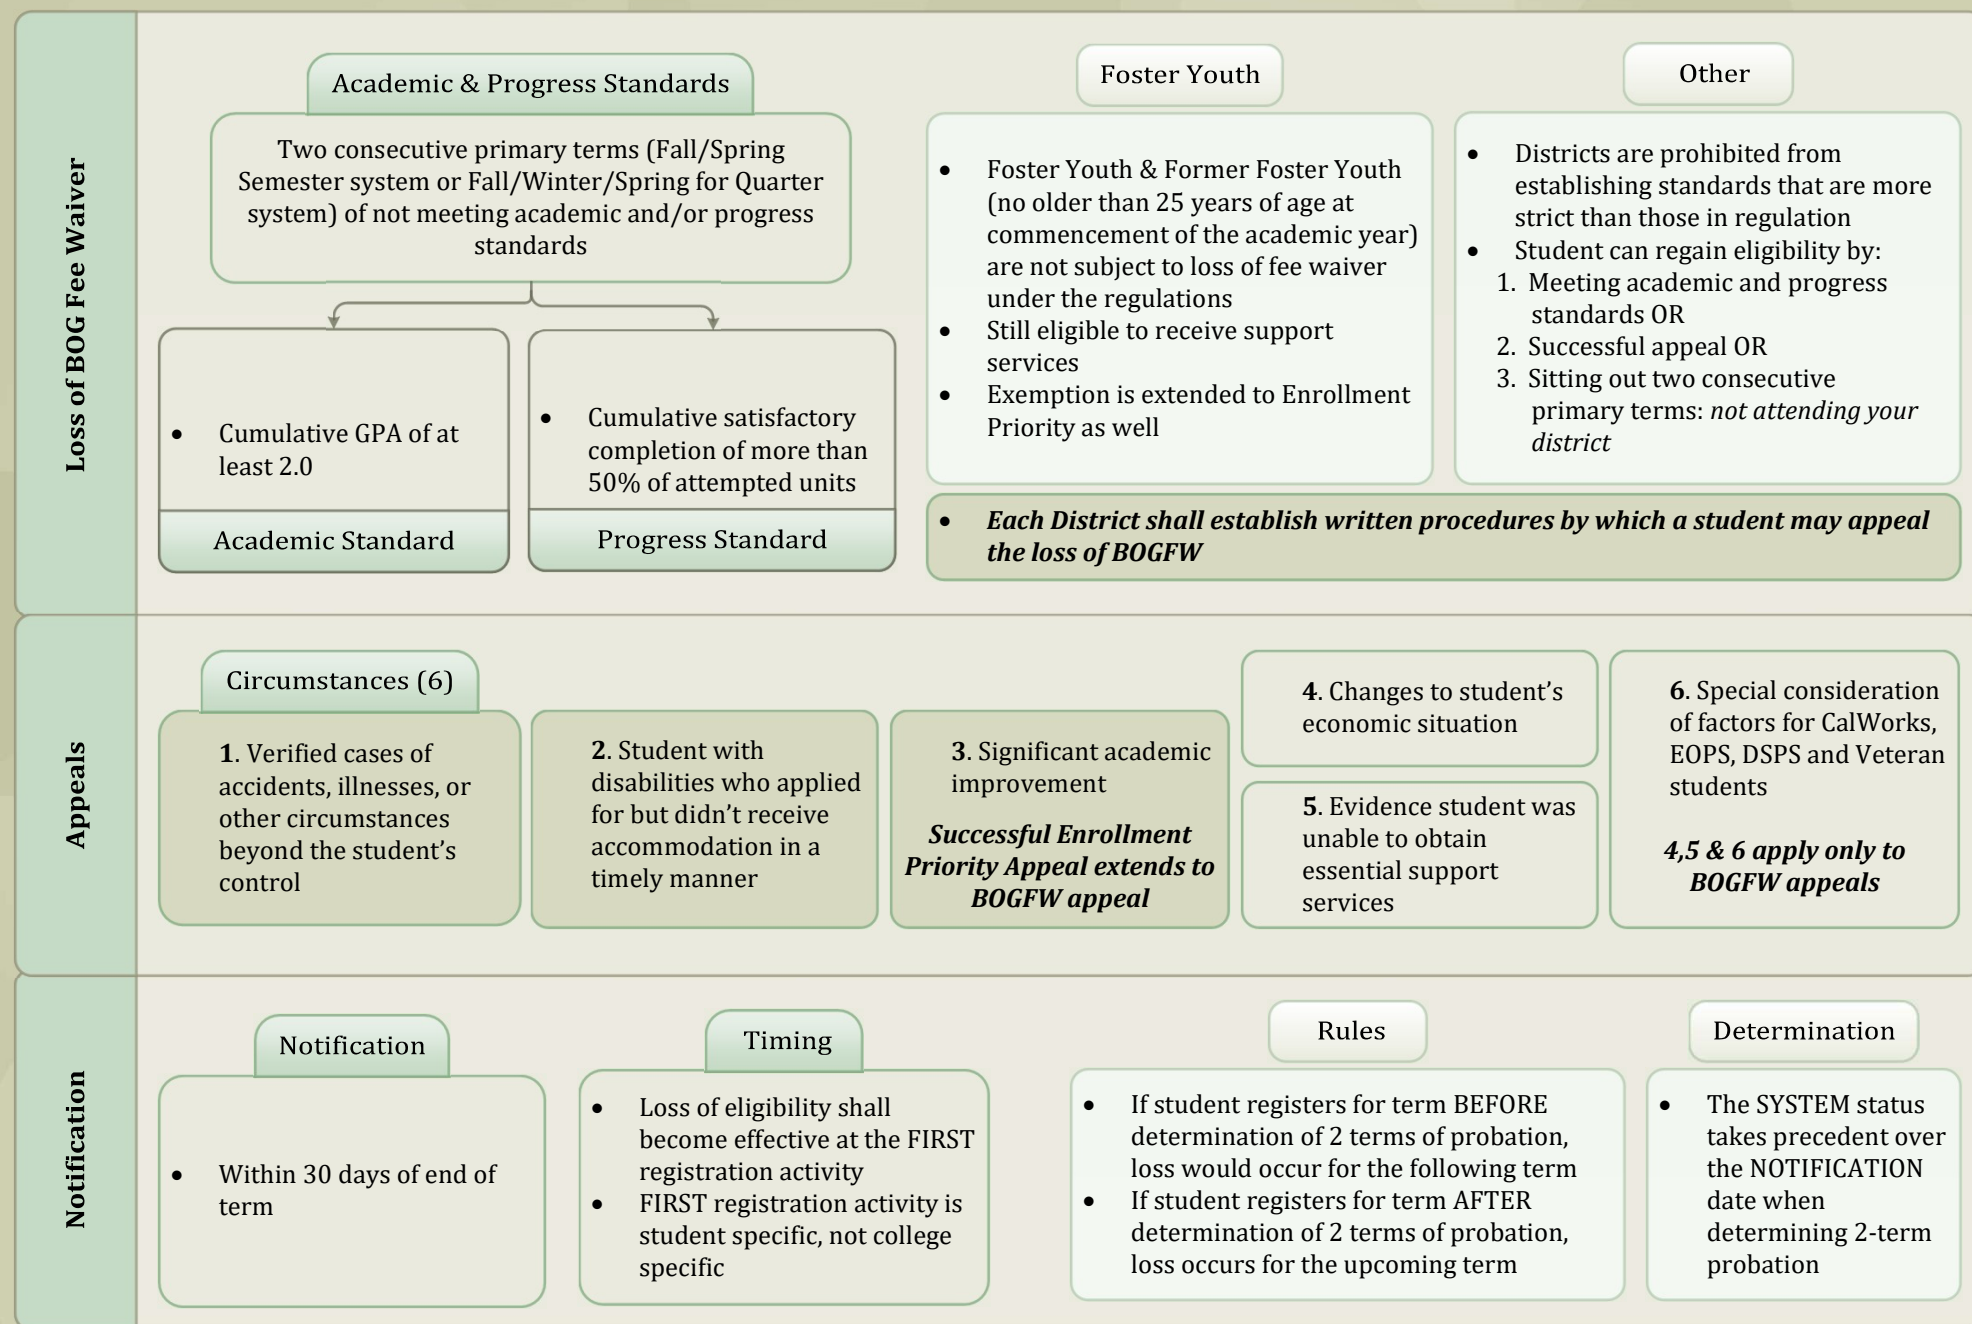 Loss of BOG Fee Waiver
Academic & Progress Standards
Two consecutive primary terms (Fall/Spring
Semester system or Fall/Winter/Spring for Quarter
system) of not meeting academic and/or progress
standards
• Cumulative GPA of at
least 2.0
Academic Standard
• Cumulative satisfactory
completion of more than
50% of attempted units
Progress Standard
Foster Youth
• Foster Youth & Former Foster Youth
(no older than 25 years of age at
commencement of the academic year)
are not subject to loss of fee waiver
under the regulations
• Still eligible to receive support
services
• Exemption is extended to Enrollment
Priority as well
Other
• Districts are prohibited from
establishing standards that are more
strict than those in regulation
• Student can regain eligibility by:
1. Meeting academic and progress
standards OR
2. Successful appeal OR
3. Sitting out two consecutive
primary terms: not attending your
district
• Each District shall establish written procedures by which a student may appeal
the loss of BOGFW
Appeals
Circumstances (6)
1. Verified cases of
accidents, illnesses, or
other circumstances
beyond the student’s
control
2. Student with
disabilities who applied
for but didn’t receive
accommodation in a
timely manner
3. Significant academic
improvement
Successful Enrollment
Priority Appeal extends to
BOGFW appeal
4. Changes to student’s
economic situation
5. Evidence student was
unable to obtain
essential support
services
6. Special consideration
of factors for CalWorks,
EOPS, DSPS and Veteran
students
4,5 & 6 apply only to
BOGFW appeals
Notification
Notification
• Within 30 days of end of
term
Timing
• Loss of eligibility shall
become effective at the FIRST
registration activity
• FIRST registration activity is
student specific, not college
specific
Rules
• If student registers for term BEFORE
determination of 2 terms of probation,
loss would occur for the following term
• If student registers for term AFTER
determination of 2 terms of probation,
loss occurs for the upcoming term
Determination
• The SYSTEM status
takes precedent over
the NOTIFICATION
date when
determining 2-term
probation